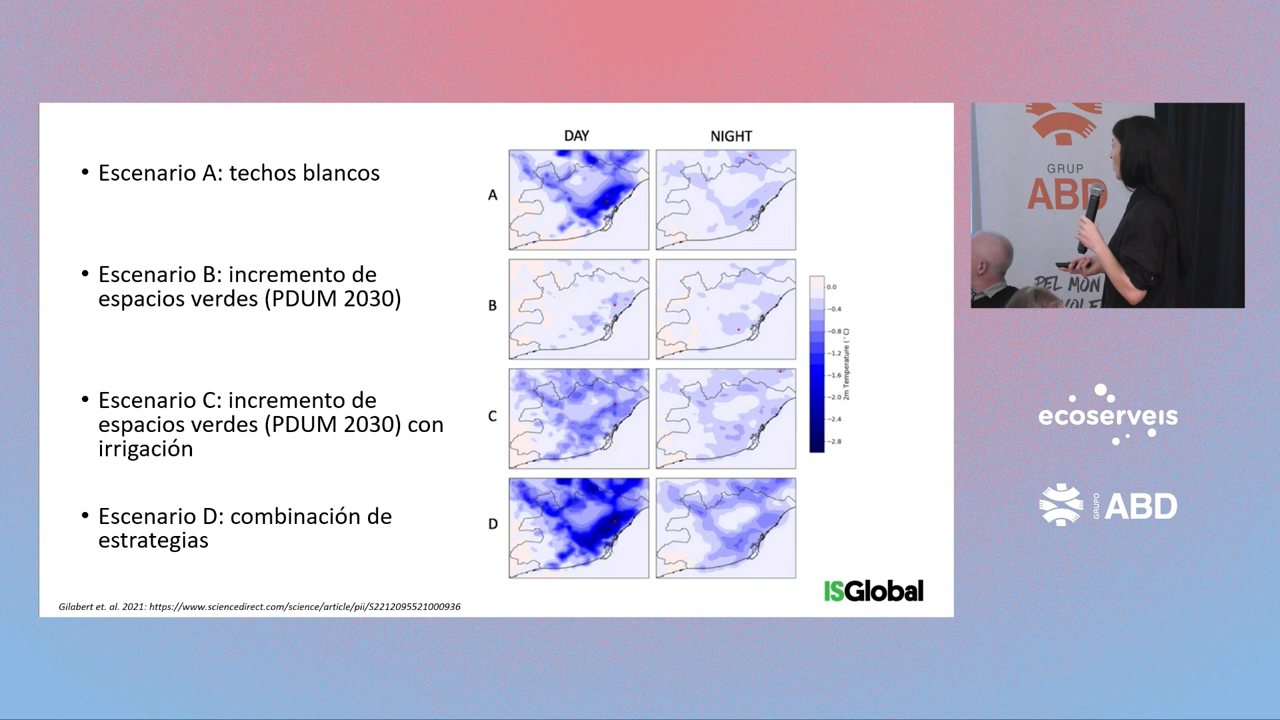 • Escenario A: techos blancos
• Escenario B: incremento de
espacios verdes (PDUM 2030)
• Escenario C: incremento de
espacios verdes (PDUM 2030) con
irrigación
• Escenario D: combinación de
estrategias
Gilabert et. al. 2021: https://www.sciencedirect.com/science/article/pii/S2212095521000936
DAY NIGHT
A
B
C
D
0.0
−0.4
−0.8
−1.2
−1.6
−2.0
−2.4
−2.8
2m Temperature (°C)
ISGlobal
GRUP
ABD
PEL MÓN
ecoserveis
GRUPO
ABD